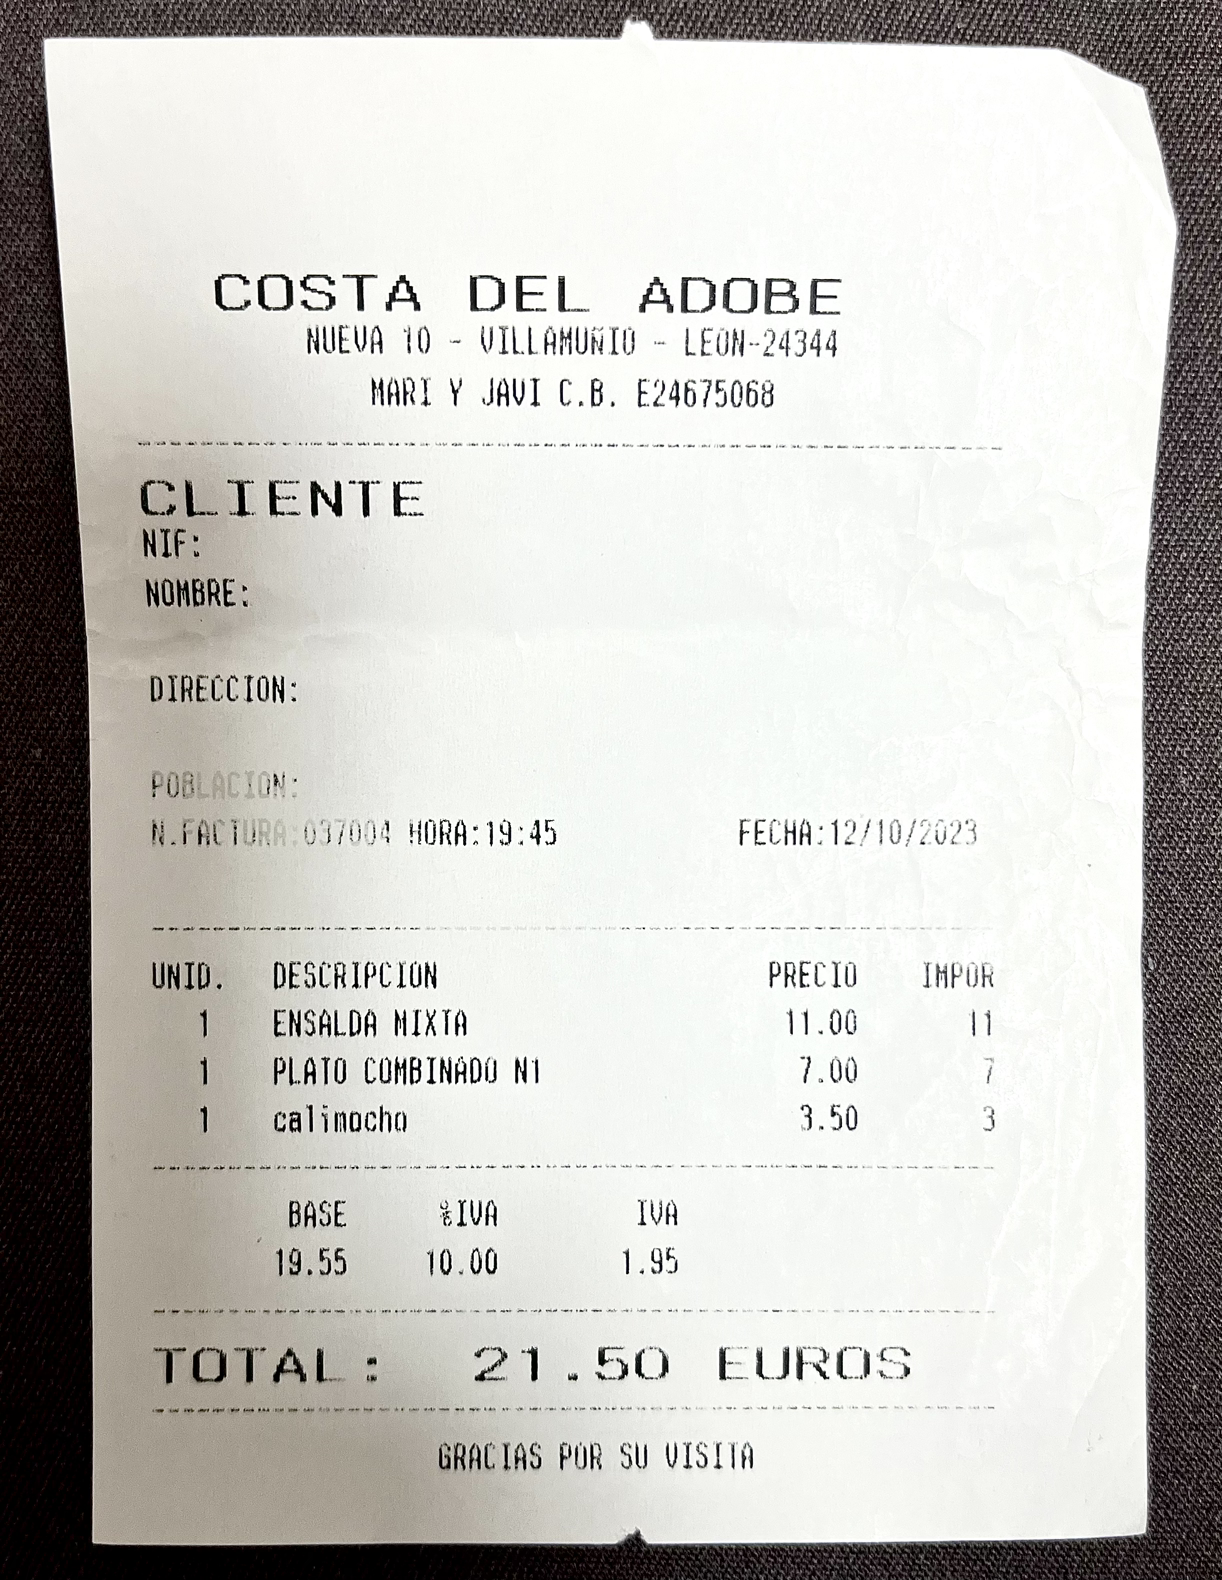 COSTA DEL ADOBE
NUEVA 10 - VILLAMUÑIO - LEON-24344
MARI Y JAVI C.B. E24675068
CLIENTE
NIF:
NOMBRE:
DIRECCION:
POBLACION:
N.FACTURA:037004 HORA:19:45 FECHA:12/10/2023
UNID. DESCRIPCION PRECIO IMPOR
1 ENSALDA MIXTA 11.00 11
1 PLATO COMBINADO N1 7.00 7
1 calimocho 3.50 3
BASE %IVA IVA
19.55 10.00 1.95
TOTAL: 21.50 EUROS
GRACIAS POR SU VISITA